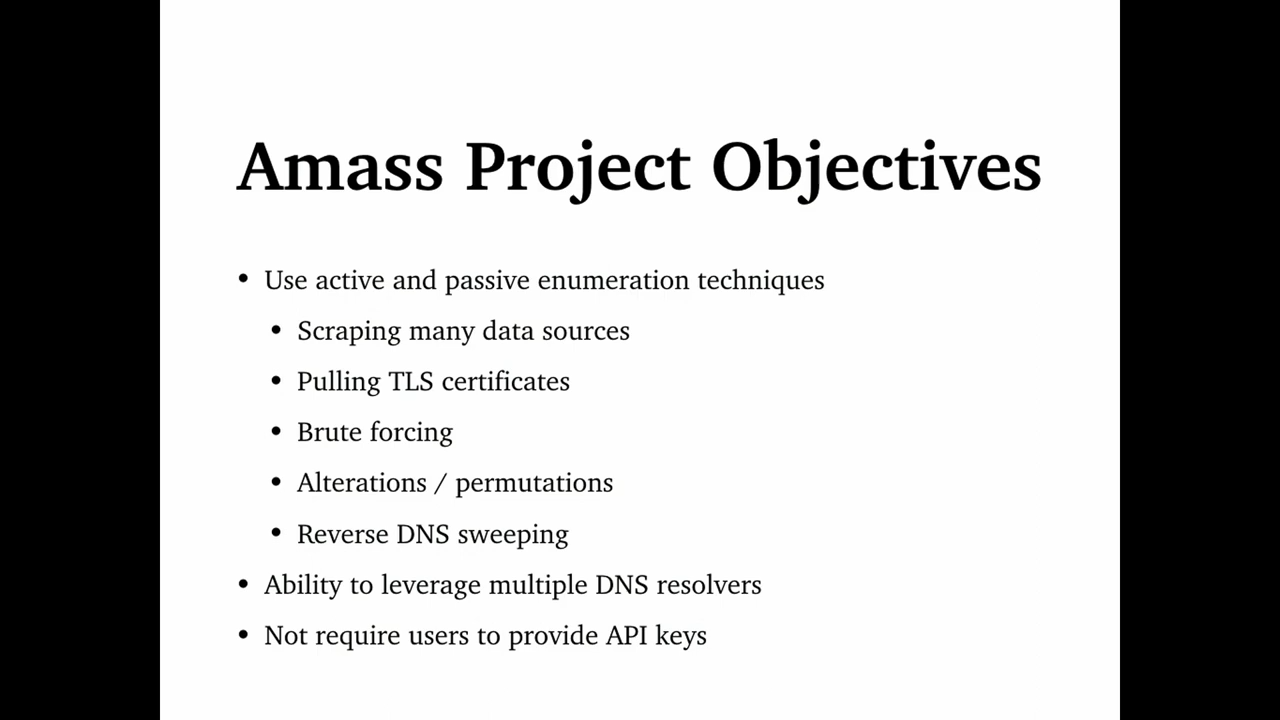 Amass Project Objectives
• Use active and passive enumeration techniques
• Scraping many data sources
• Pulling TLS certificates
• Brute forcing
• Alterations / permutations
• Reverse DNS sweeping
• Ability to leverage multiple DNS resolvers
• Not require users to provide API keys